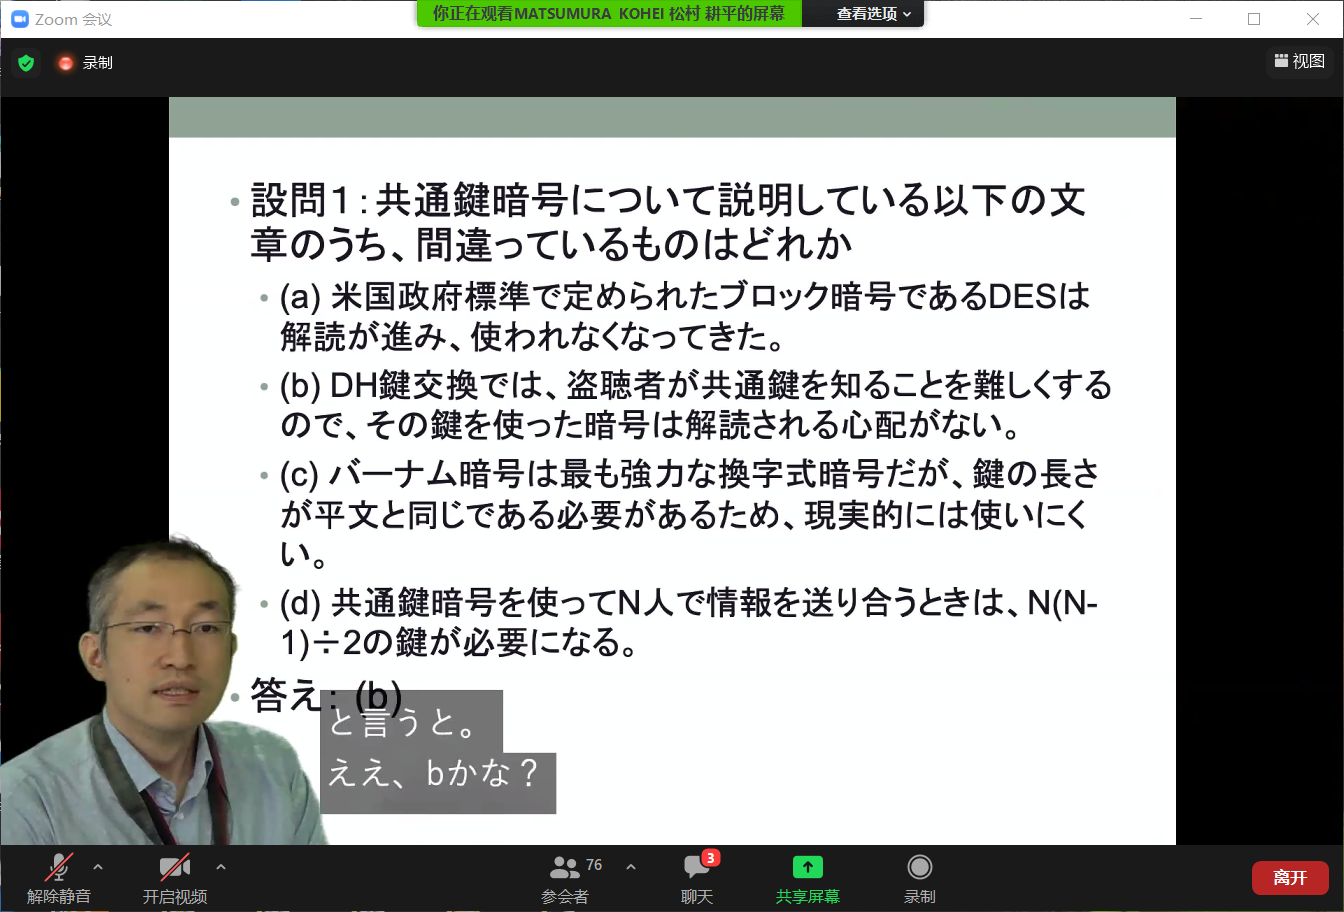 Zoom 会议
你正在观看MATSUMURA KOHEI 松村 耕平的屏幕
查看选项
录制
视图
• 設問1：共通鍵暗号について説明している以下の文
章のうち、間違っているものはどれか
• (a) 米国政府標準で定められたブロック暗号であるDESは
解読が進み、使われなくなってきた。
• (b) DH鍵交換では、盗聴者が共通鍵を知ることを難しくする
ので、その鍵を使った暗号は解読される心配がない。
• (c) バーナム暗号は最も強力な換字式暗号だが、鍵の長さ
が平文と同じである必要があるため、現実的には使いにく
い。
• (d) 共通鍵暗号を使ってN人で情報を送り合うときは、N(N-
1)÷2の鍵が必要になる。
• 答え： (b)
と言うと。
ええ、bかな？
解除静音
开启视频
76
参会者
3
聊天
共享屏幕
录制
离开